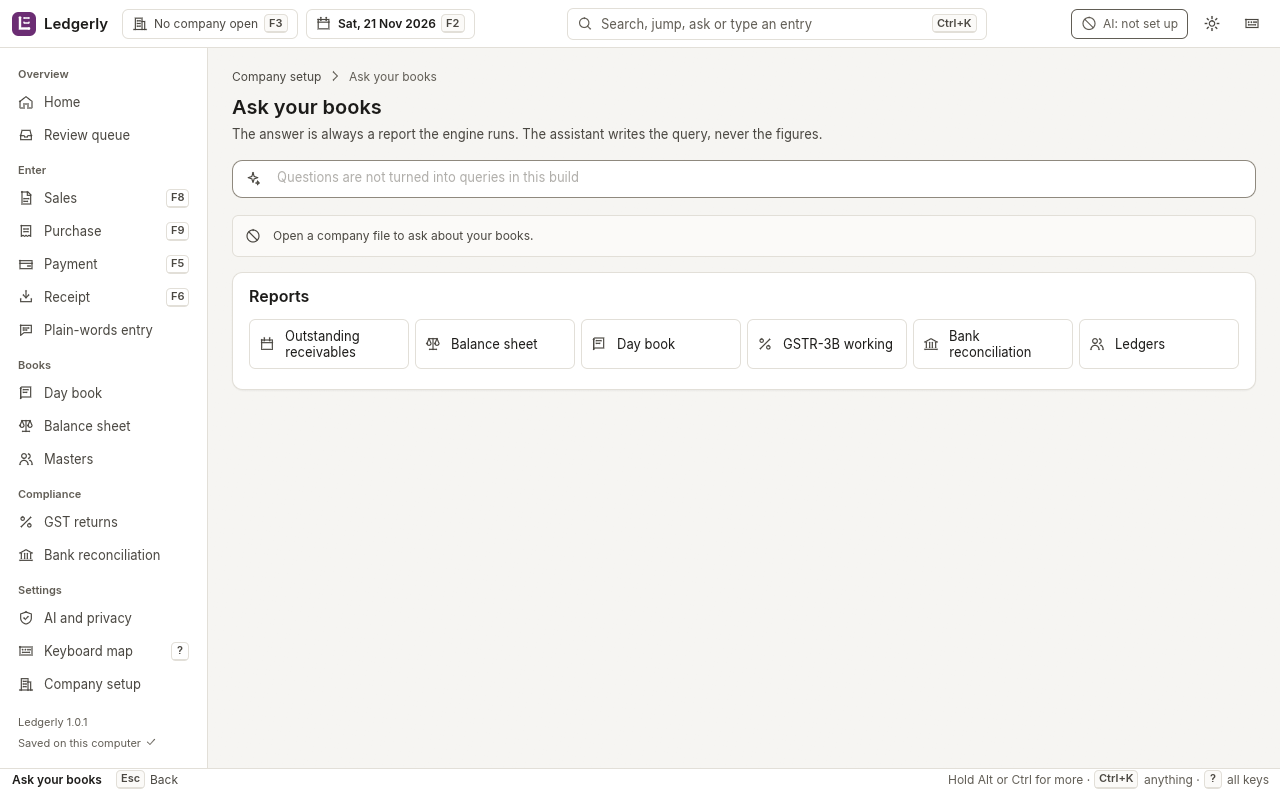 Ledgerly
No company open F3
Sat, 21 Nov 2026 F2
Search, jump, ask or type an entry Ctrl+K
AI: not set up
Overview
Home
Review queue
Enter
Sales F8
Purchase F9
Payment F5
Receipt F6
Plain-words entry
Books
Day book
Balance sheet
Masters
Compliance
GST returns
Bank reconciliation
Settings
AI and privacy
Keyboard map ?
Company setup
Ledgerly 1.0.1
Saved on this computer
Company setup > Ask your books
Ask your books
The answer is always a report the engine runs. The assistant writes the query, never the figures.
Questions are not turned into queries in this build
Open a company file to ask about your books.
Reports
Outstanding
receivables
Balance sheet
Day book
GSTR-3B working
Bank
reconciliation
Ledgers
Ask your books Esc Back
Hold Alt or Ctrl for more · Ctrl+K anything · ? all keys